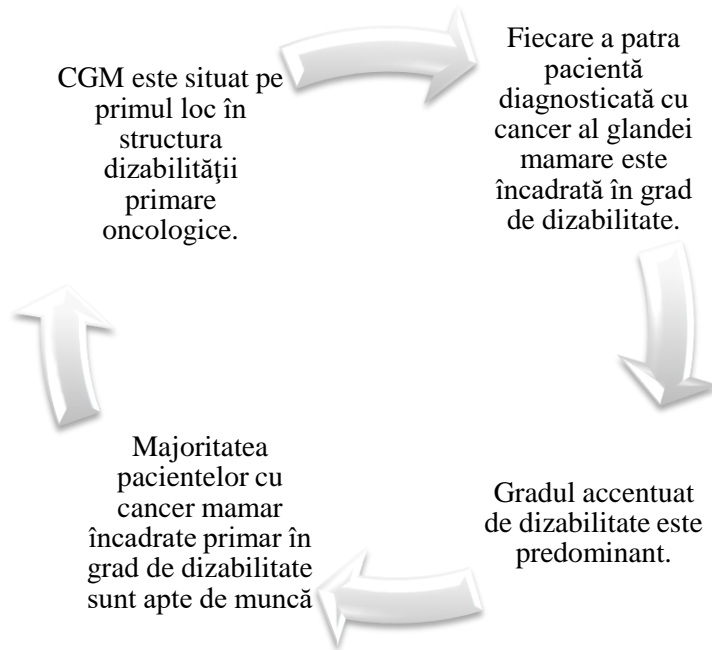 CGM este situat pe
primul loc în
structura
dizabilităţii
primare
oncologice.
Fiecare a patra
pacientă
diagnosticată cu
cancer al glandei
mamare este
încadrată în grad
de dizabilitate.
Gradul accentuat
de dizabilitate este
predominant.
Majoritatea
pacientelor cu
cancer mamar
încadrate primar în
grad de dizabilitate
sunt apte de muncă